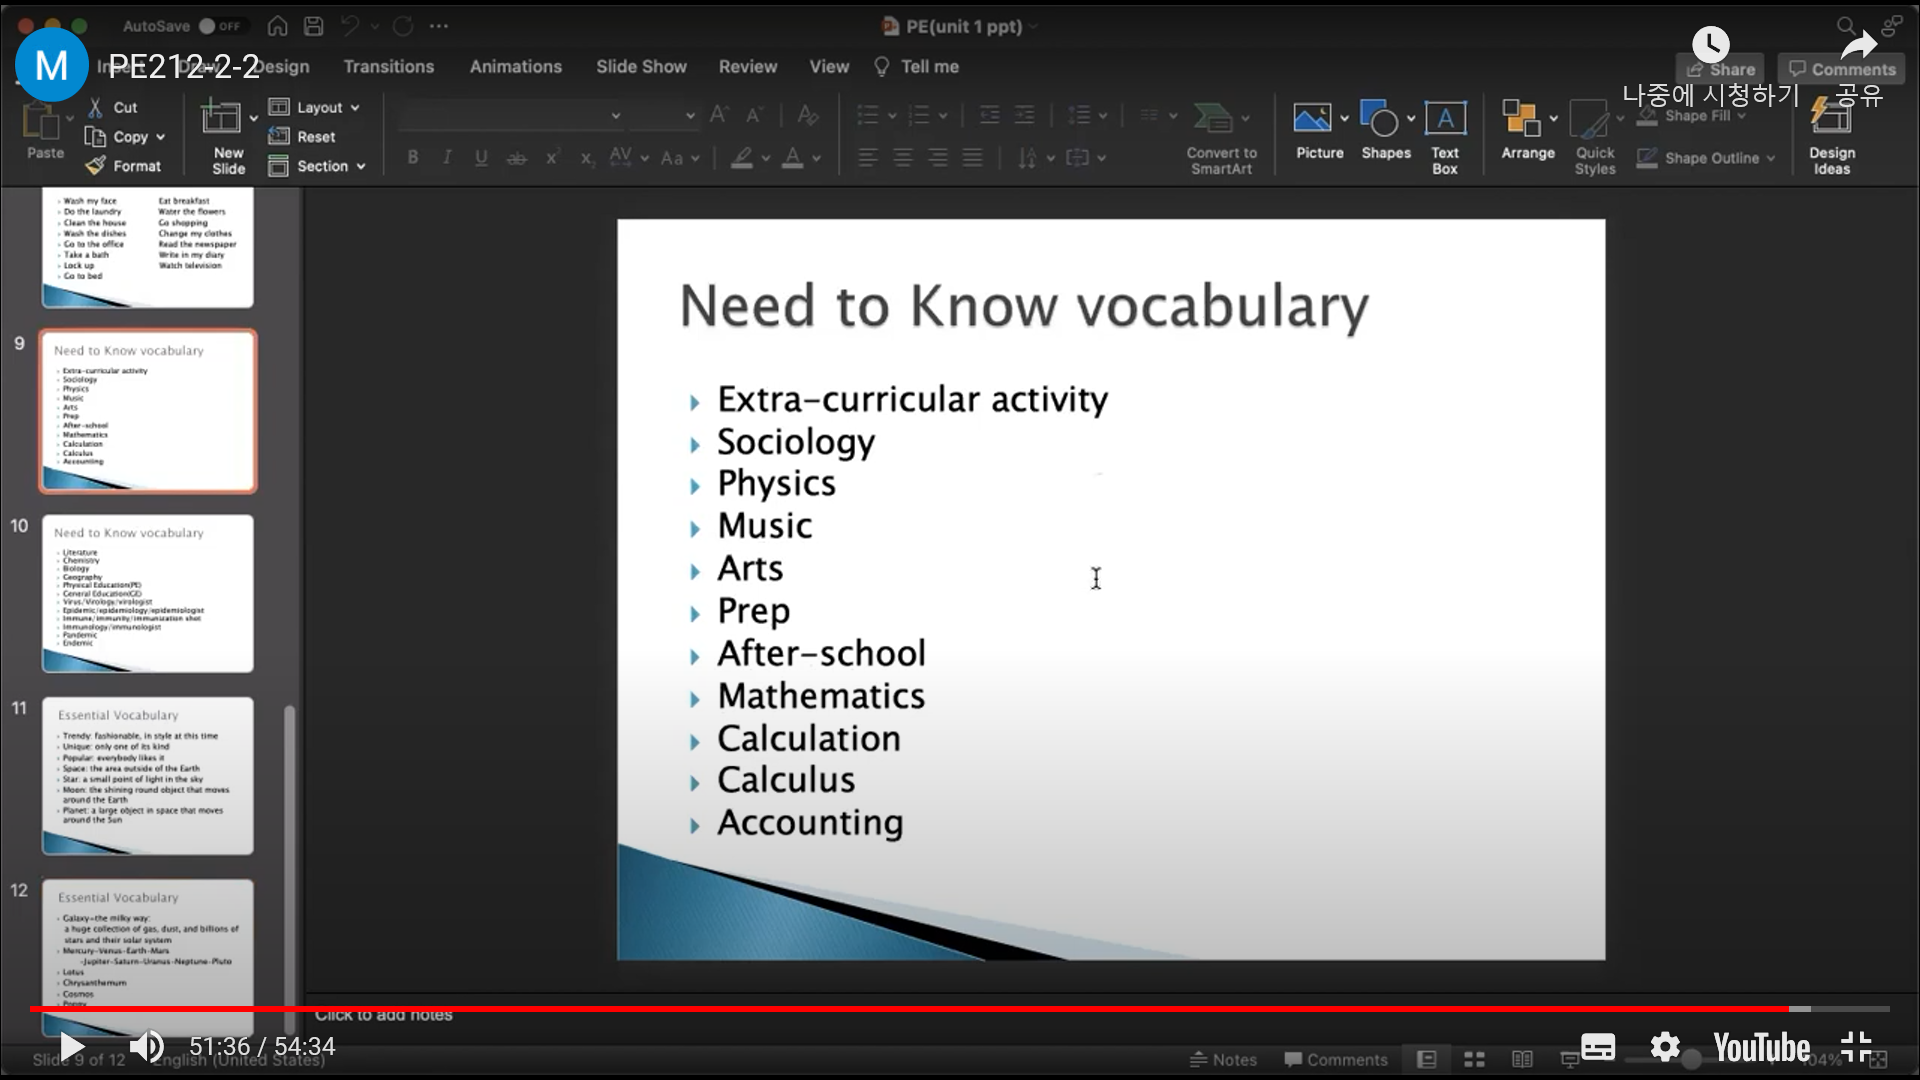 AutoSave OFF
PE(unit 1 ppt)
M
PE212-2-2
Design
Transitions
Animations
Slide Show
Review
View
Tell me
Share
Comments
나중에 시청하기
공유
Paste
Cut
Copy
Format
New
Slide
Layout
Reset
Section
Convert to
SmartArt
Picture
Shapes
Text
Box
Arrange
Quick
Styles
Shape Fill
Shape Outline
Design
Ideas
Wash my face Eat breakfast
Do the laundry Water the flowers
Clean the house Go shopping
Wash the dishes Change my clothes
Go to the office Read the newspaper
Take a bath Write in my diary
Lock up Watch television
Go to bed
9
Need to Know vocabulary
Extra-curricular activity
Sociology
Physics
Music
Arts
Prep
After-school
Mathematics
Calculation
Calculus
Accounting
10
Need to Know vocabulary
Literature
Chemistry
Biology
Geography
Physical Education(PE)
General Education(GE)
Virus/Virology/virologist
Epidemic/epidemiology/epidemiologist
Immune/immunity/immunization shot
Immunology/immunologist
Pandemic
Endemic
11
Essential Vocabulary
Trendy: fashionable, in style at this time
Unique: only one of its kind
Popular: everybody likes it
Space: the area outside of the Earth
Star: a small point of light in the sky
Moon: the shining round object that moves
around the Earth
Planet: a large object in space that moves
around the Sun
12
Essential Vocabulary
Galaxy-the milky way:
a huge collection of gas, dust, and billions of
stars and their solar system
Mercury-Venus-Earth-Mars
-Jupiter-Saturn-Uranus-Neptune-Pluto
Lotus
Chrysanthemum
Cosmos
Poppy
Need to Know vocabulary
Extra-curricular activity
Sociology
Physics
Music
Arts
Prep
After-school
Mathematics
Calculation
Calculus
Accounting
Click to add notes
51:36 / 54:34
YouTube
Slide 9 of 12
English (United States)
Notes
Comments